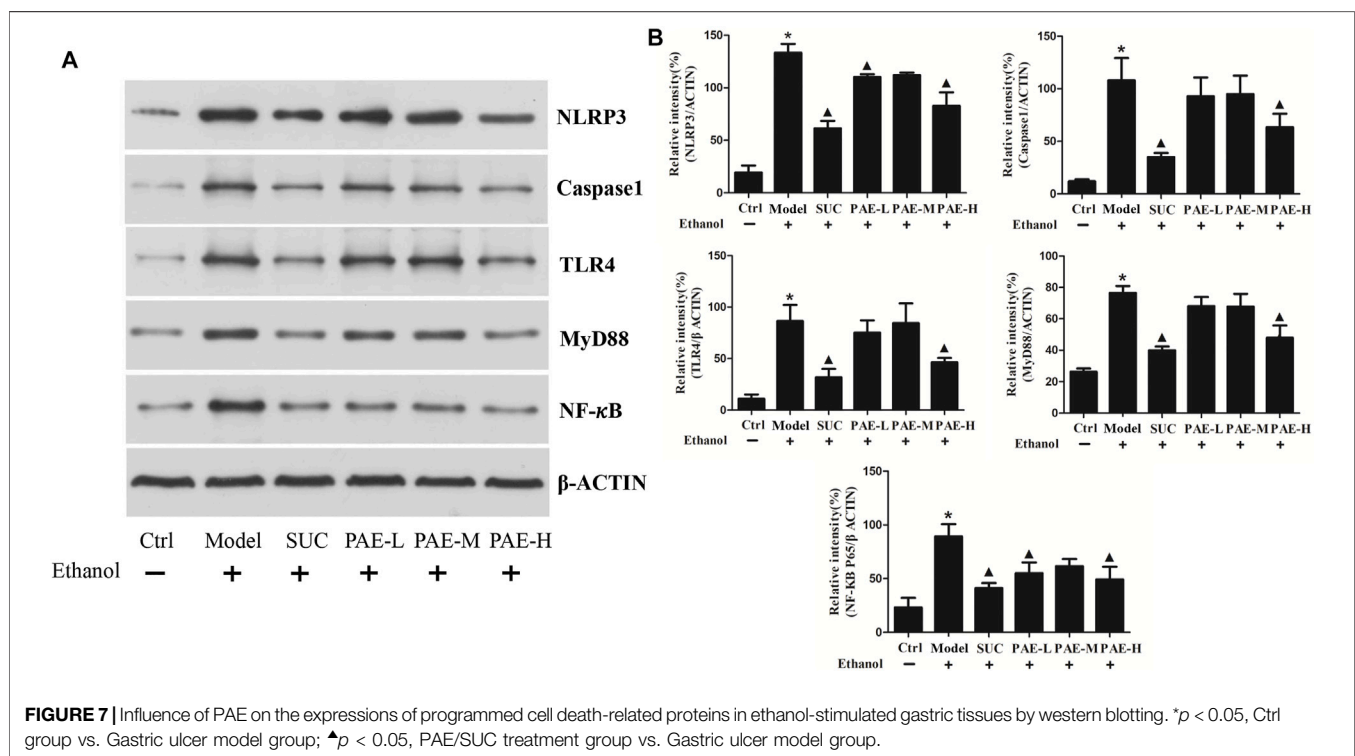 A
NLRP3
Caspase1
TLR4
MyD88
NF-κB
β-ACTIN
Ctrl Model SUC PAE-L PAE-M PAE-H
Ethanol − + + + + +
B
Relative intensity(%)
(NLRP3/ACTIN)
150
100
50
0
* ▲ ▲ ▲
Ctrl Model SUC PAE-L PAE-M PAE-H
Ethanol − + + + + +
Relative intensity(%)
(Caspase1/ACTIN)
150
100
50
0
* ▲ ▲
Ctrl Model SUC PAE-L PAE-M PAE-H
Ethanol − + + + + +
Relative intensity(%)
(TLR4/β ACTIN)
150
100
50
0
* ▲ ▲
Ctrl Model SUC PAE-L PAE-M PAE-H
Ethanol − + + + + +
Relative intensity(%)
(MyD88/ACTIN)
100
80
60
40
20
0
* ▲ ▲
Ctrl Model SUC PAE-L PAE-M PAE-H
Ethanol − + + + + +
Relative intensity(%)
(NF-KB P65/β ACTIN)
150
100
50
0
* ▲ ▲ ▲
Ctrl Model SUC PAE-L PAE-M PAE-H
Ethanol − + + + + +
FIGURE 7 | Influence of PAE on the expressions of programmed cell death-related proteins in ethanol-stimulated gastric tissues by western blotting. *p < 0.05, Ctrl
group vs. Gastric ulcer model group; ▲p < 0.05, PAE/SUC treatment group vs. Gastric ulcer model group.